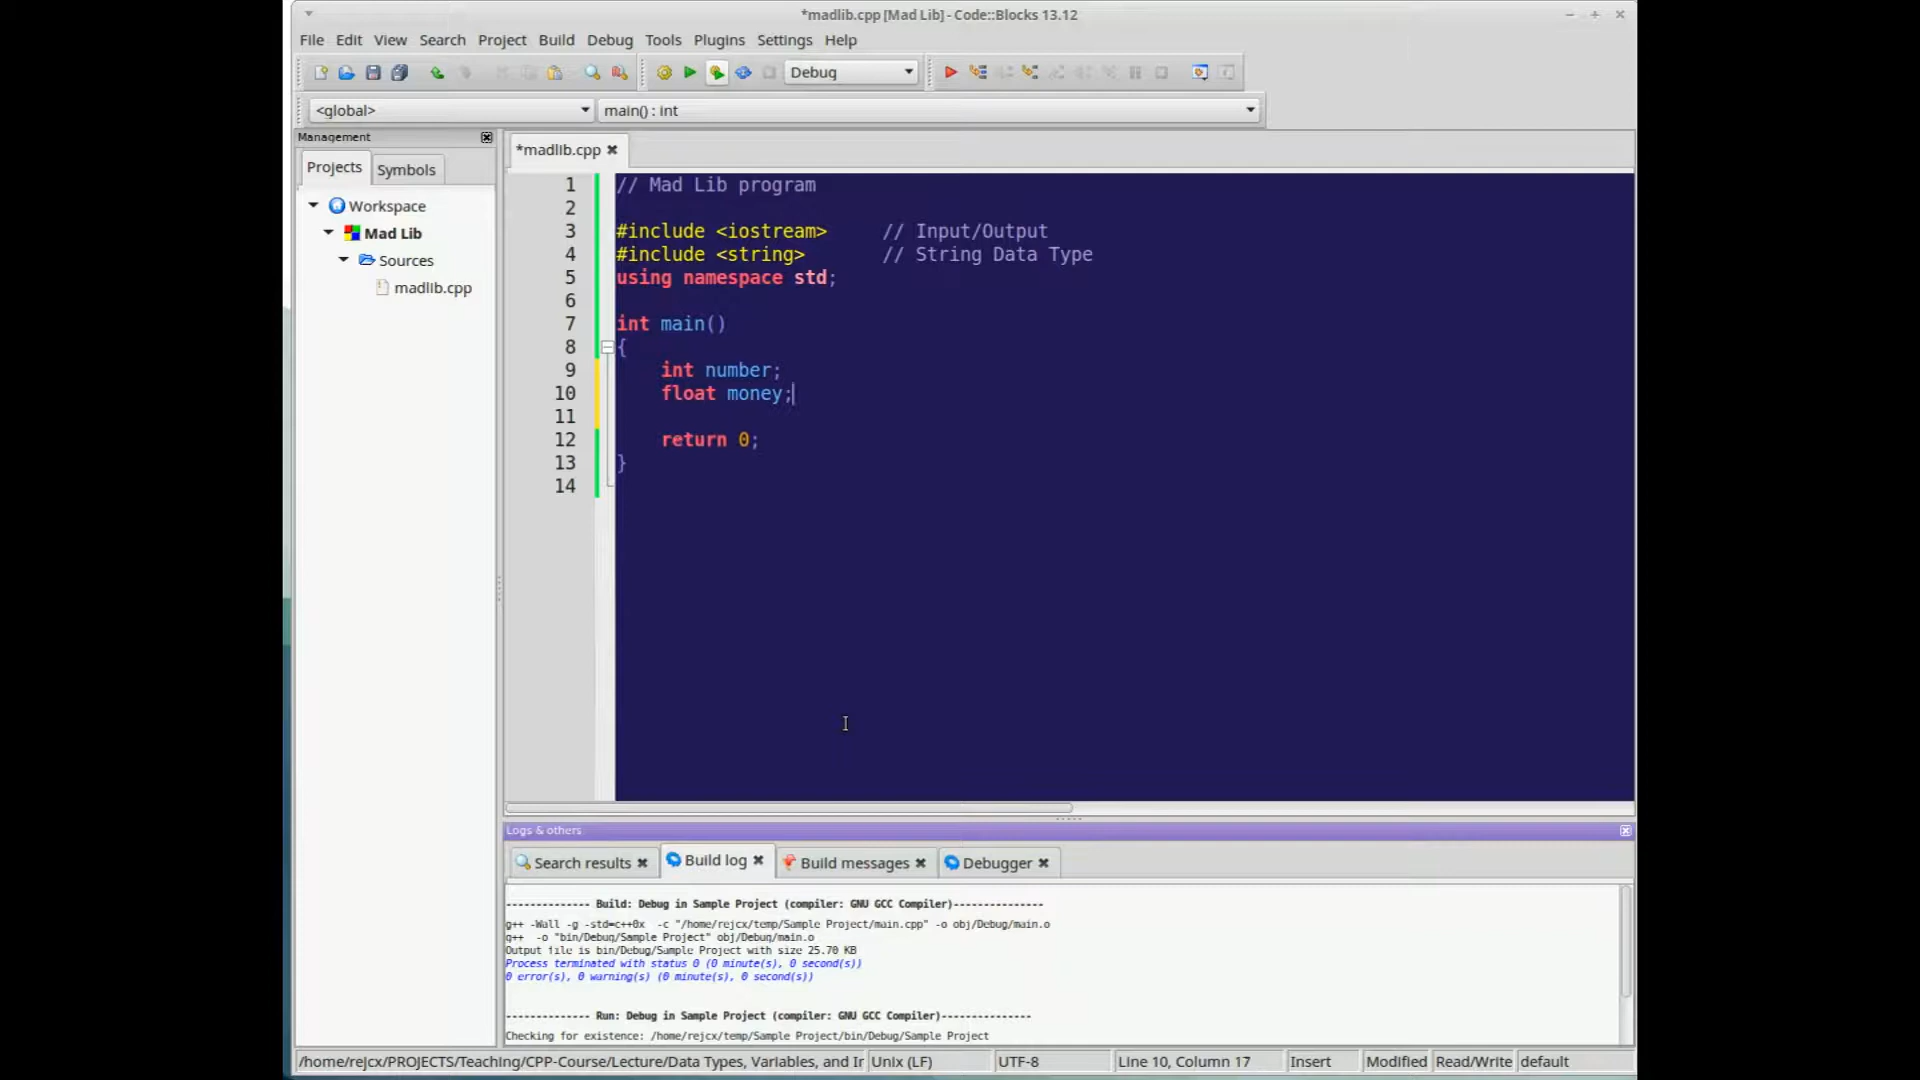 *madlib.cpp [Mad Lib] - Code::Blocks 13.12
File Edit View Search Project Build Debug Tools Plugins Settings Help
Debug
<global> main() : int
Management
Projects Symbols
Workspace
Mad Lib
Sources
madlib.cpp
*madlib.cpp
1 // Mad Lib program
2
3 #include <iostream> // Input/Output
4 #include <string> // String Data Type
5 using namespace std;
6
7 int main()
8 {
9 int number;
10 float money;
11
12 return 0;
13 }
14
Logs & others
Search results Build log Build messages Debugger
-------------- Build: Debug in Sample Project (compiler: GNU GCC Compiler)---------------
g++ -Wall -g -std=c++0x -c "/home/rejcx/temp/Sample Project/main.cpp" -o obj/Debug/main.o
g++ -o "bin/Debug/Sample Project" obj/Debug/main.o
Output file is bin/Debug/Sample Project with size 25.70 KB
Process terminated with status 0 (0 minute(s), 0 second(s))
0 error(s), 0 warning(s) (0 minute(s), 0 second(s))
-------------- Run: Debug in Sample Project (compiler: GNU GCC Compiler)---------------
Checking for existence: /home/rejcx/temp/Sample Project/bin/Debug/Sample Project
/home/rejcx/PROJECTS/Teaching/CPP-Course/Lecture/Data Types, Variables, and Ir Unix (LF) UTF-8 Line 10, Column 17 Insert Modified Read/Write default